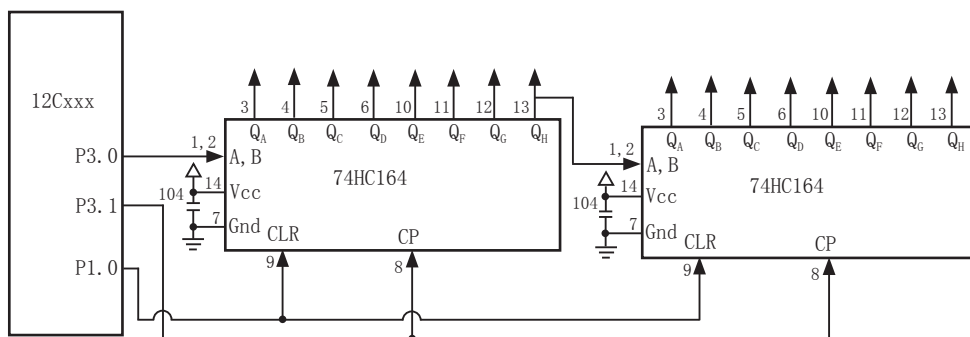 12Cxxx
P3.0
P3.1
P1.0
3 4 5 6 10 11 12 13
QA QB QC QD QE QF QG QH
1,2
A,B
74HC164
14
Vcc
104
7
Gnd
CLR
CP
9
8
3 4 5 6 10 11 12 13
QA QB QC QD QE QF QG QH
1,2
A,B
74HC164
14
Vcc
104
7
Gnd
CLR
CP
9
8